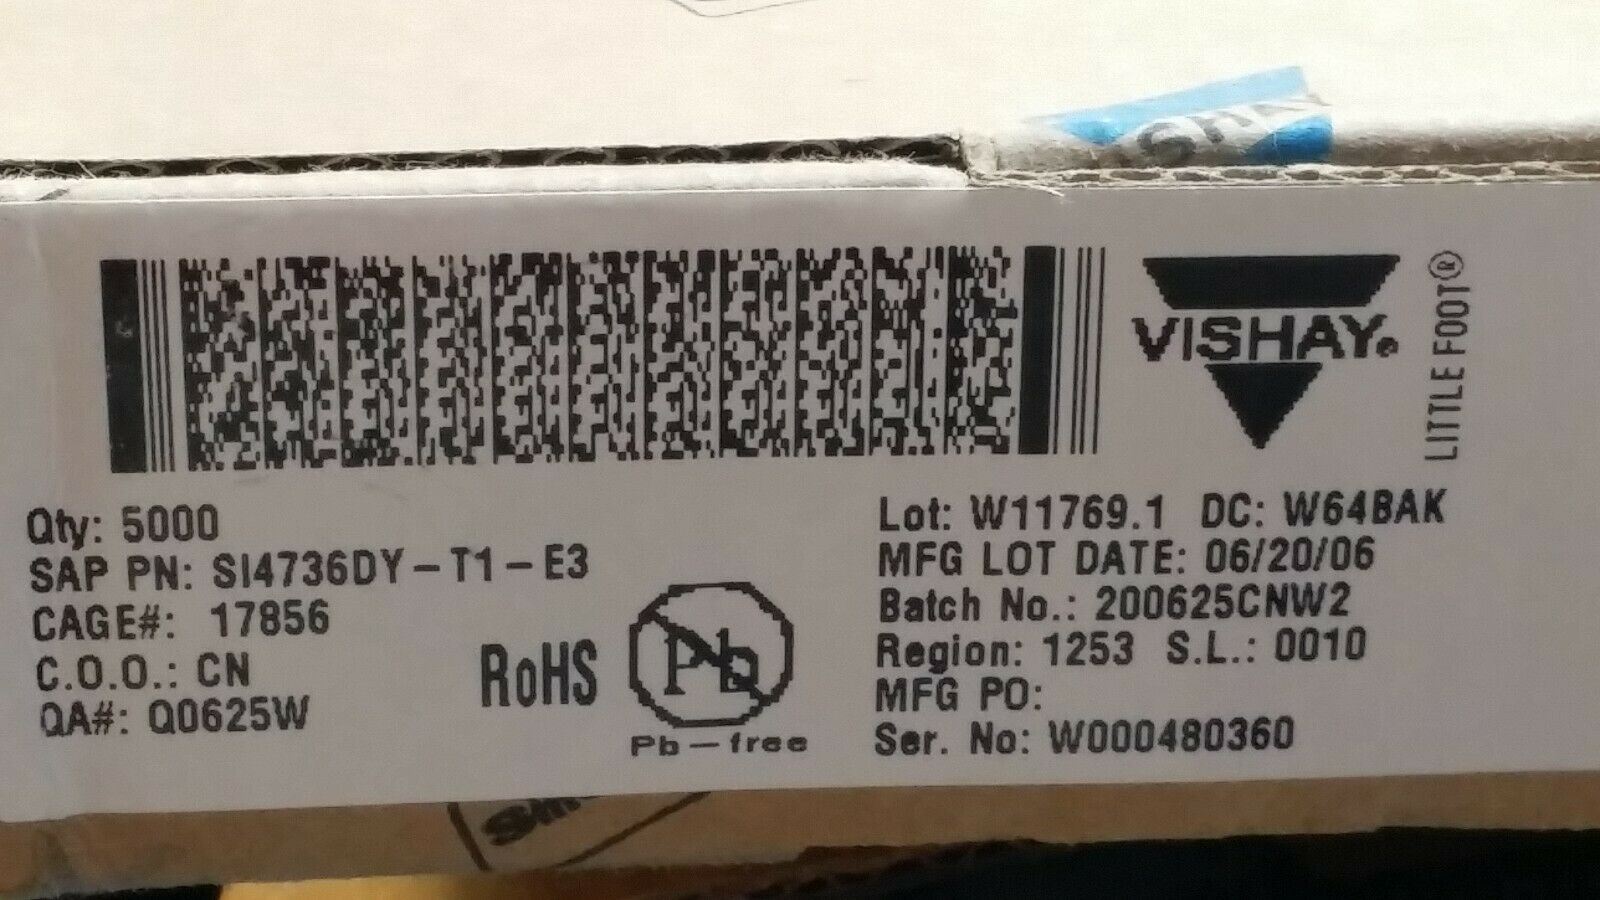 VISHAY®
LITTLE FOOT®
Qty: 5000
SAP PN: SI4736DY-T1-E3
CAGE#: 17856
C.O.O.: CN
QA#: Q0625W
RoHS
Pb
Pb-free
Lot: W11769.1 DC: W64BAK
MFG LOT DATE: 06/20/06
Batch No.: 200625CNW2
Region: 1253 S.L.: 0010
MFG PO:
Ser. No: W000480360